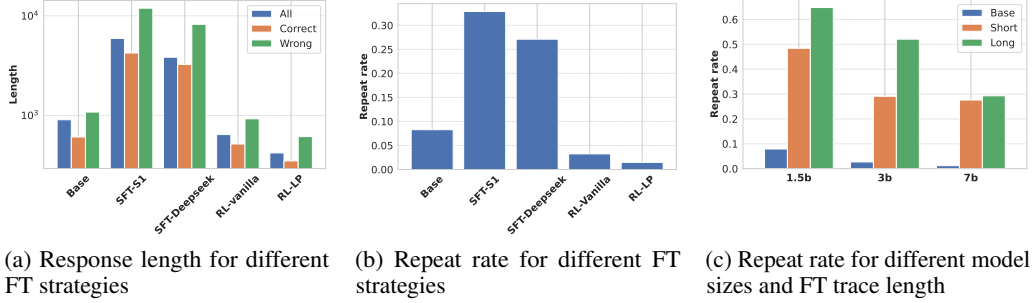 10^4
10^3
Length
All
Correct
Wrong
Base
SFT-S1
SFT-Deepseek
RL-vanilla
RL-LP
0.30
0.25
0.20
0.15
0.10
0.05
0.00
Repeat rate
Base
SFT-S1
SFT-Deepseek
RL-Vanilla
RL-LP
0.6
0.5
0.4
0.3
0.2
0.1
0.0
Repeat rate
Base
Short
Long
1.5b
3b
7b
(a) Response length for different
FT strategies
(b) Repeat rate for different FT
strategies
(c) Repeat rate for different model
sizes and FT trace length